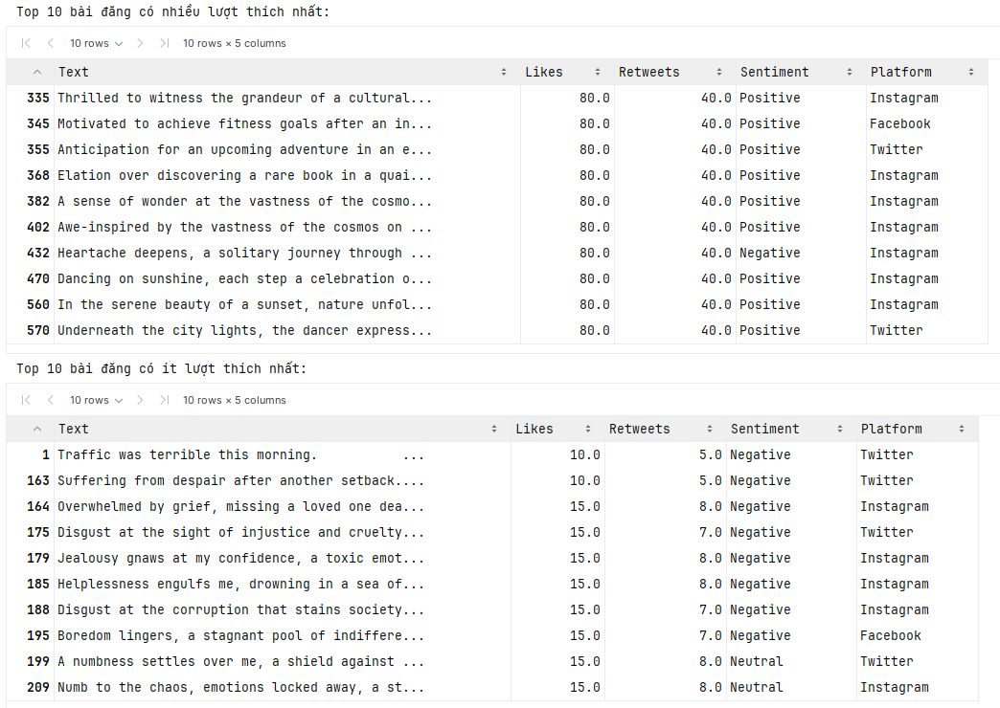 Top 10 bài đăng có nhiều lượt thích nhất:
10 rows 10 rows × 5 columns
Text Likes Retweets Sentiment Platform
335 Thrilled to witness the grandeur of a cultural... 80.0 40.0 Positive Instagram
345 Motivated to achieve fitness goals after an in... 80.0 40.0 Positive Facebook
355 Anticipation for an upcoming adventure in an e... 80.0 40.0 Positive Twitter
368 Elation over discovering a rare book in a quai... 80.0 40.0 Positive Instagram
382 A sense of wonder at the vastness of the cosmo... 80.0 40.0 Positive Instagram
402 Awe-inspired by the vastness of the cosmos on ... 80.0 40.0 Positive Instagram
432 Heartache deepens, a solitary journey through ... 80.0 40.0 Negative Instagram
470 Dancing on sunshine, each step a celebration o... 80.0 40.0 Positive Instagram
560 In the serene beauty of a sunset, nature unfol... 80.0 40.0 Positive Instagram
570 Underneath the city lights, the dancer express... 80.0 40.0 Positive Twitter
Top 10 bài đăng có ít lượt thích nhất:
10 rows 10 rows × 5 columns
Text Likes Retweets Sentiment Platform
1 Traffic was terrible this morning. ... 10.0 5.0 Negative Twitter
163 Suffering from despair after another setback.... 10.0 5.0 Negative Twitter
164 Overwhelmed by grief, missing a loved one dea... 15.0 8.0 Negative Instagram
175 Disgust at the sight of injustice and cruelty... 15.0 7.0 Negative Twitter
179 Jealousy gnaws at my confidence, a toxic emot... 15.0 8.0 Negative Instagram
185 Helplessness engulfs me, drowning in a sea of... 15.0 8.0 Negative Instagram
188 Disgust at the corruption that stains society... 15.0 7.0 Negative Instagram
195 Boredom lingers, a stagnant pool of indiffere... 15.0 7.0 Negative Facebook
199 A numbness settles over me, a shield against ... 15.0 8.0 Neutral Twitter
209 Numb to the chaos, emotions locked away, a st... 15.0 8.0 Neutral Instagram